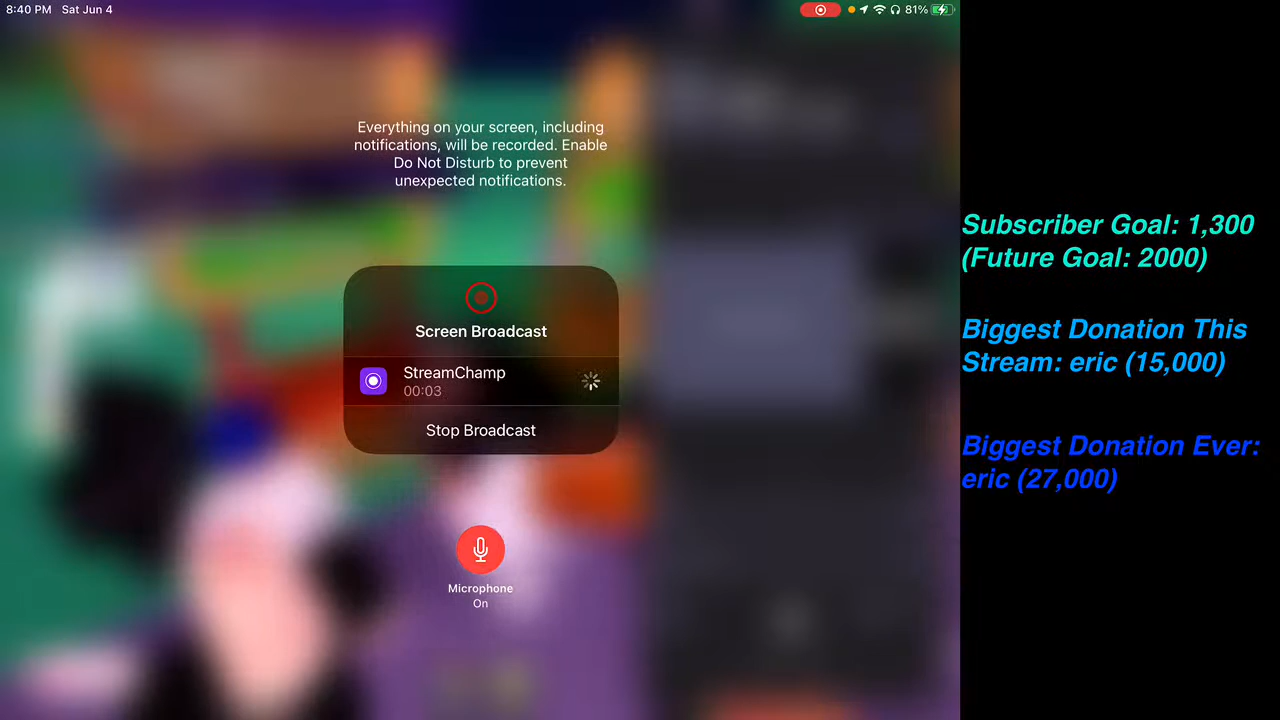 8:40 PM Sat Jun 4
81%
Everything on your screen, including
notifications, will be recorded. Enable
Do Not Disturb to prevent
unexpected notifications.
Screen Broadcast
StreamChamp
00:03
Stop Broadcast
Microphone
On
Subscriber Goal: 1,300
(Future Goal: 2000)
Biggest Donation This
Stream: eric (15,000)
Biggest Donation Ever:
eric (27,000)